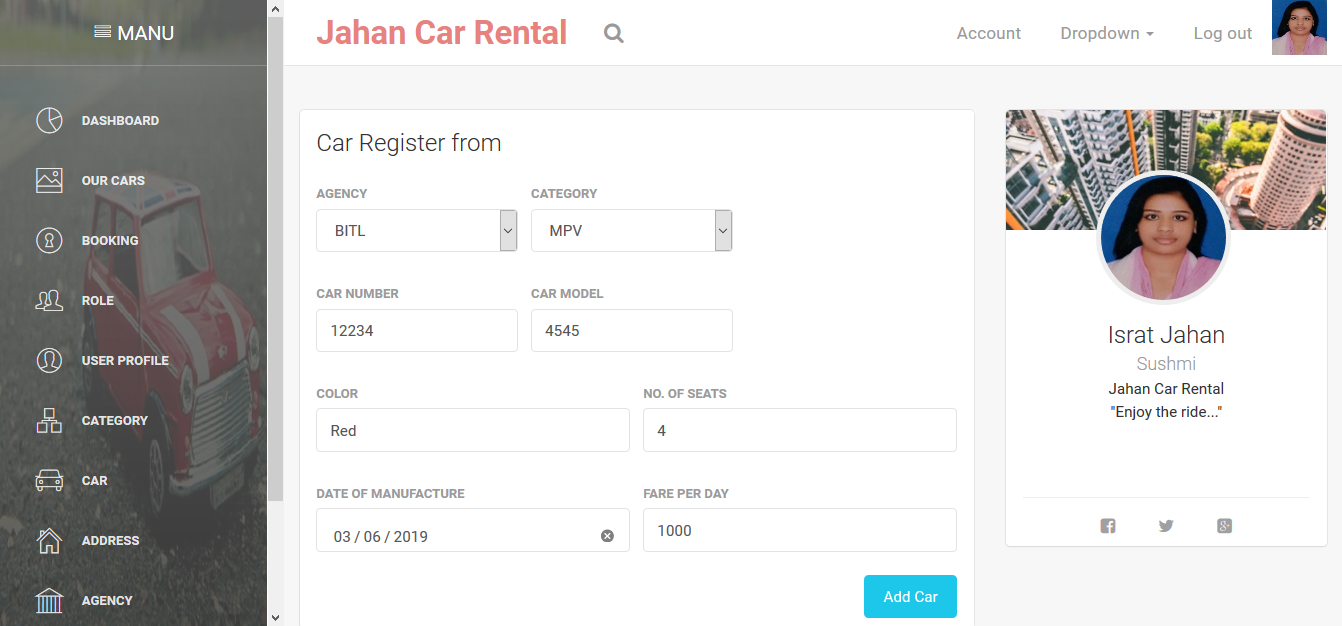 MANU
Jahan Car Rental
Account
Dropdown
Log out
DASHBOARD
OUR CARS
BOOKING
ROLE
USER PROFILE
CATEGORY
CAR
ADDRESS
AGENCY
Car Register from
AGENCY CATEGORY
BITL MPV
CAR NUMBER CAR MODEL
12234 4545
COLOR NO. OF SEATS
Red 4
DATE OF MANUFACTURE FARE PER DAY
03 / 06 / 2019 1000
Add Car
Israt Jahan
Sushmi
Jahan Car Rental
"Enjoy the ride..."